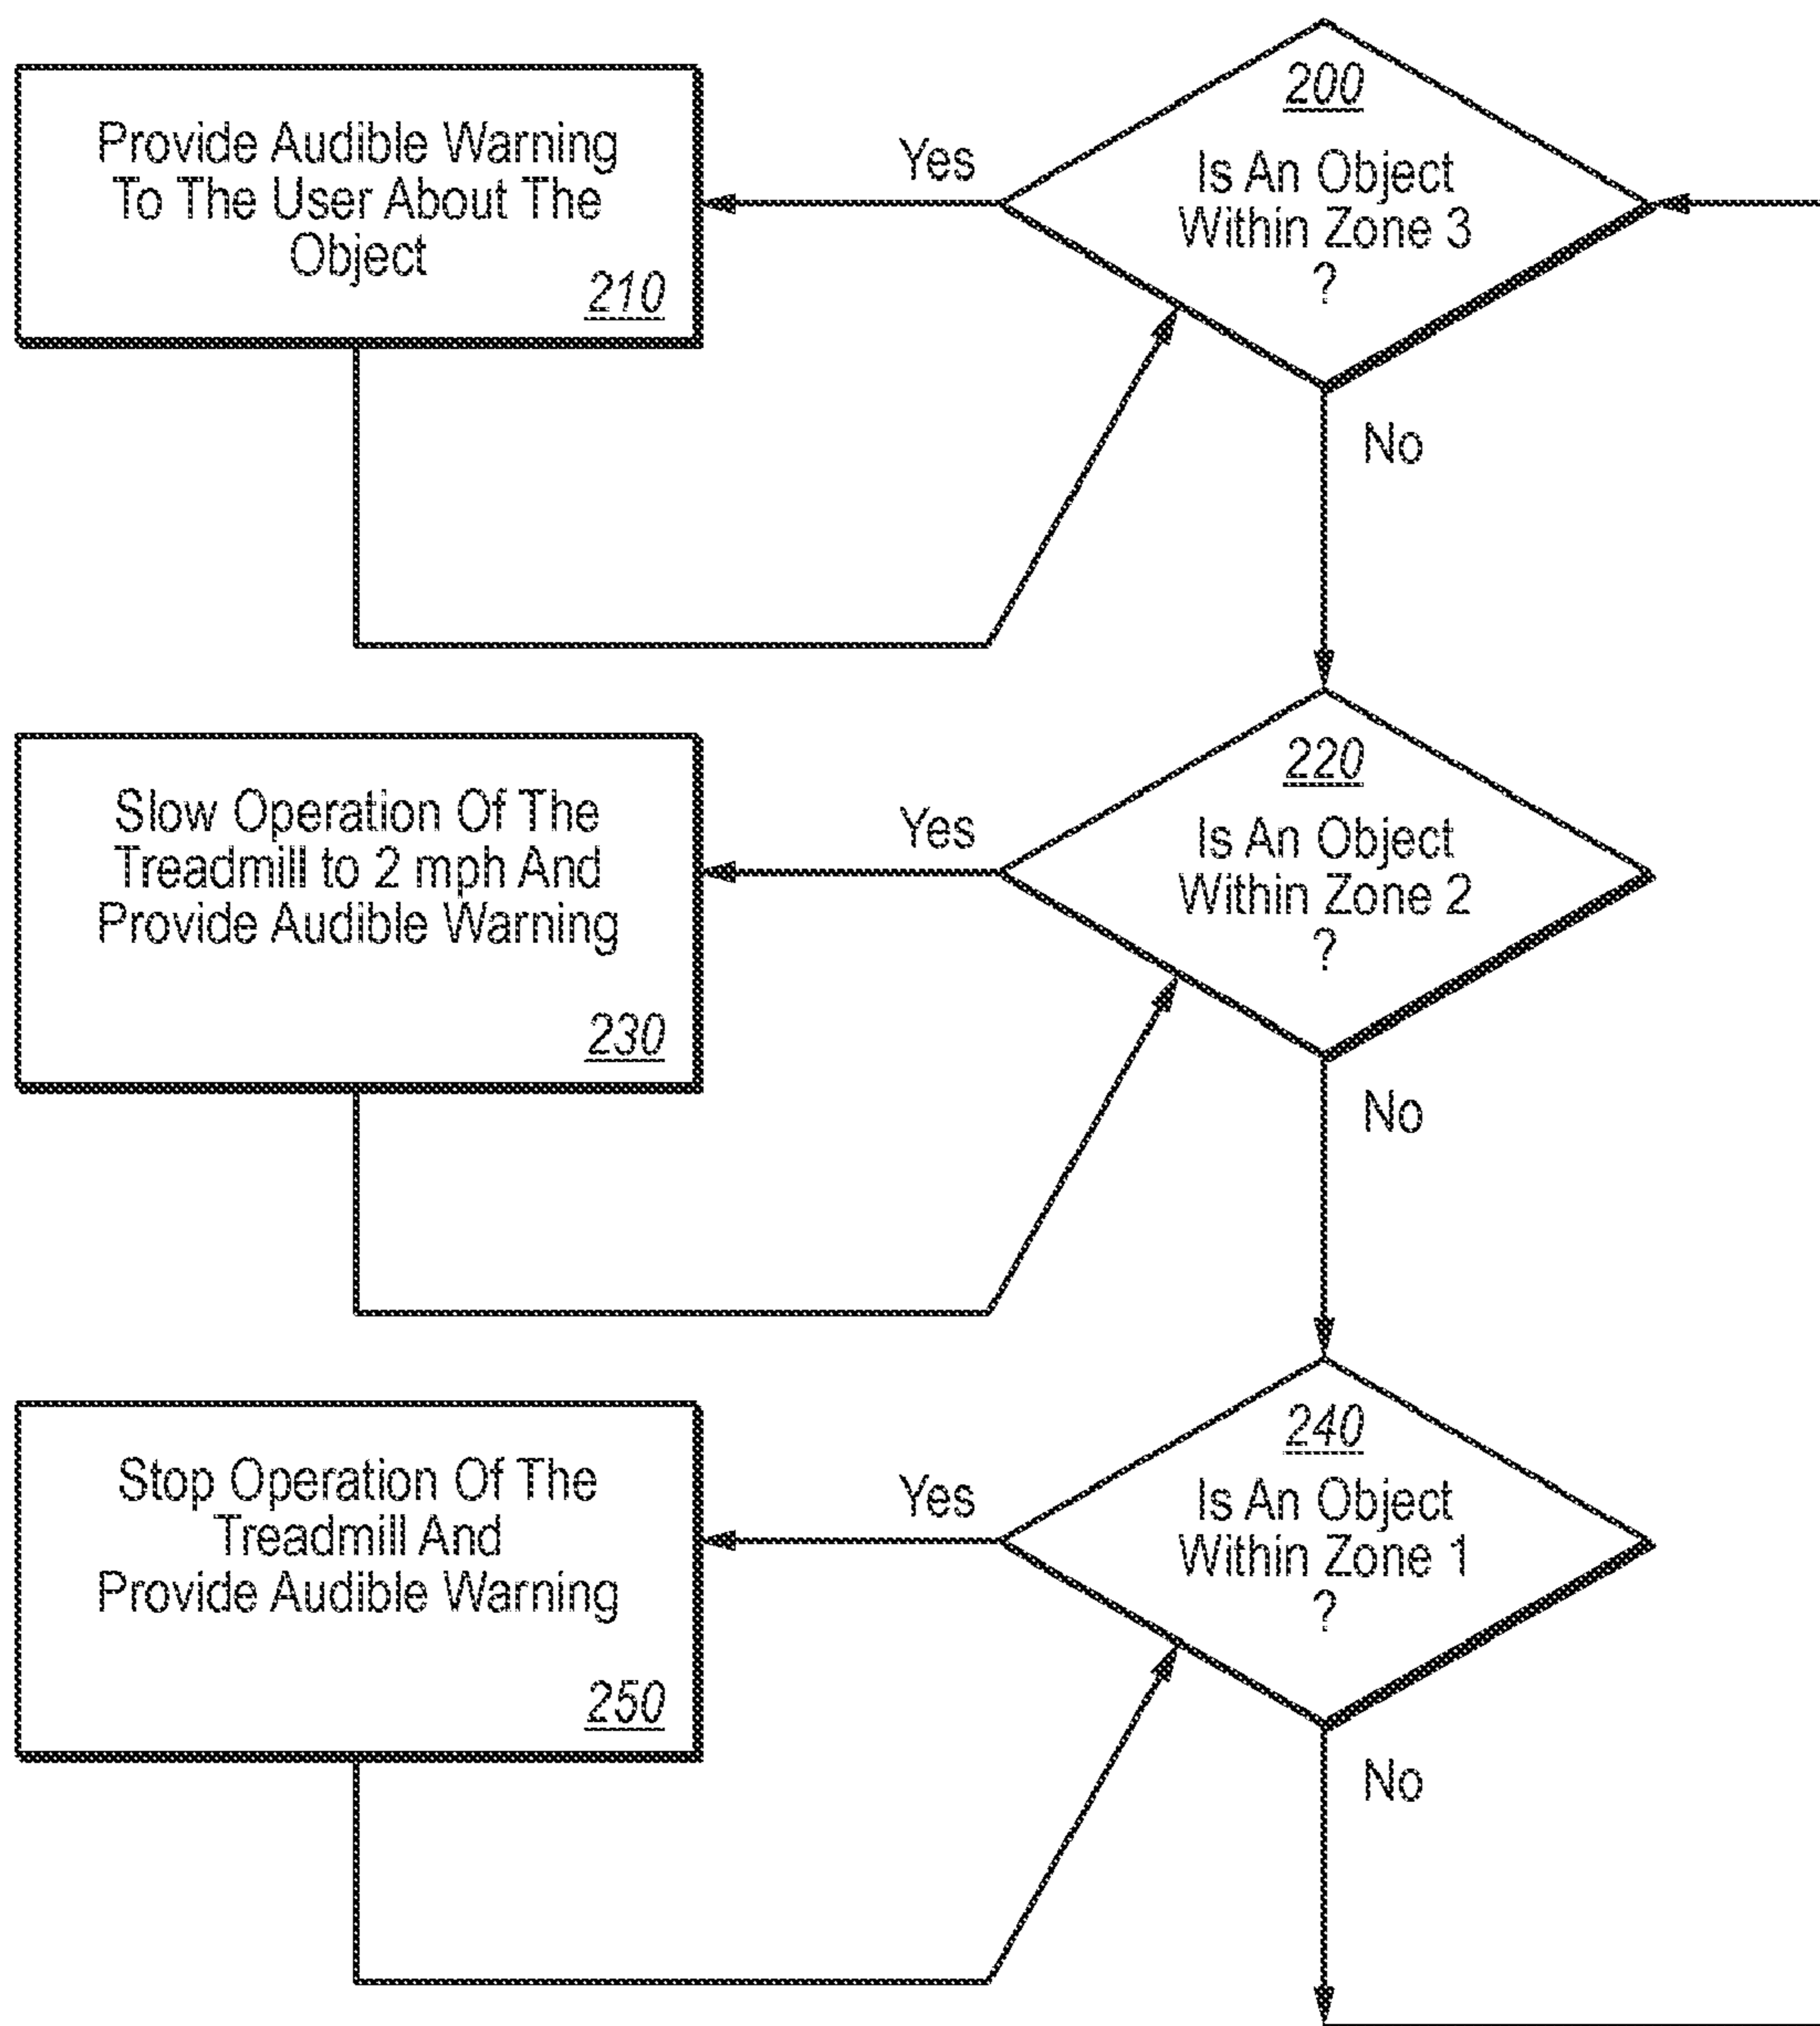 200
Is An Object
Within Zone 3
?
Yes
No
Provide Audible Warning
To The User About The
Object
210
220
Is An Object
Within Zone 2
?
Yes
No
Slow Operation Of The
Treadmill to 2 mph And
Provide Audible Warning
230
240
Is An Object
Within Zone 1
?
Yes
No
Stop Operation Of The
Treadmill And
Provide Audible Warning
250